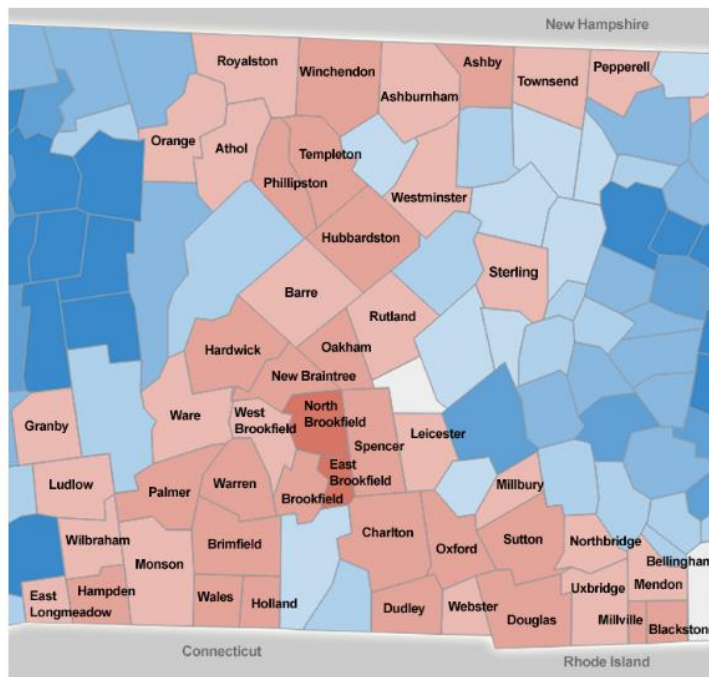 New Hampshire
Royalston
Winchendon
Ashby
Townsend
Pepperell
Ashburnham
Orange
Athol
Templeton
Phillipston
Westminster
Hubbardston
Sterling
Barre
Rutland
Hardwick
Oakham
New Braintree
Granby
Ware
West
Brookfield
North
Brookfield
Leicester
Spencer
Ludlow
Palmer
Warren
East
Brookfield
Brookfield
Millbury
Wilbraham
Monson
Brimfield
Charlton
Oxford
Sutton
Northbridge
Bellingham
Mendon
East
Longmeadow
Hampden
Wales
Holland
Dudley
Webster
Douglas
Uxbridge
Millville
Blackstone
Connecticut
Rhode Island